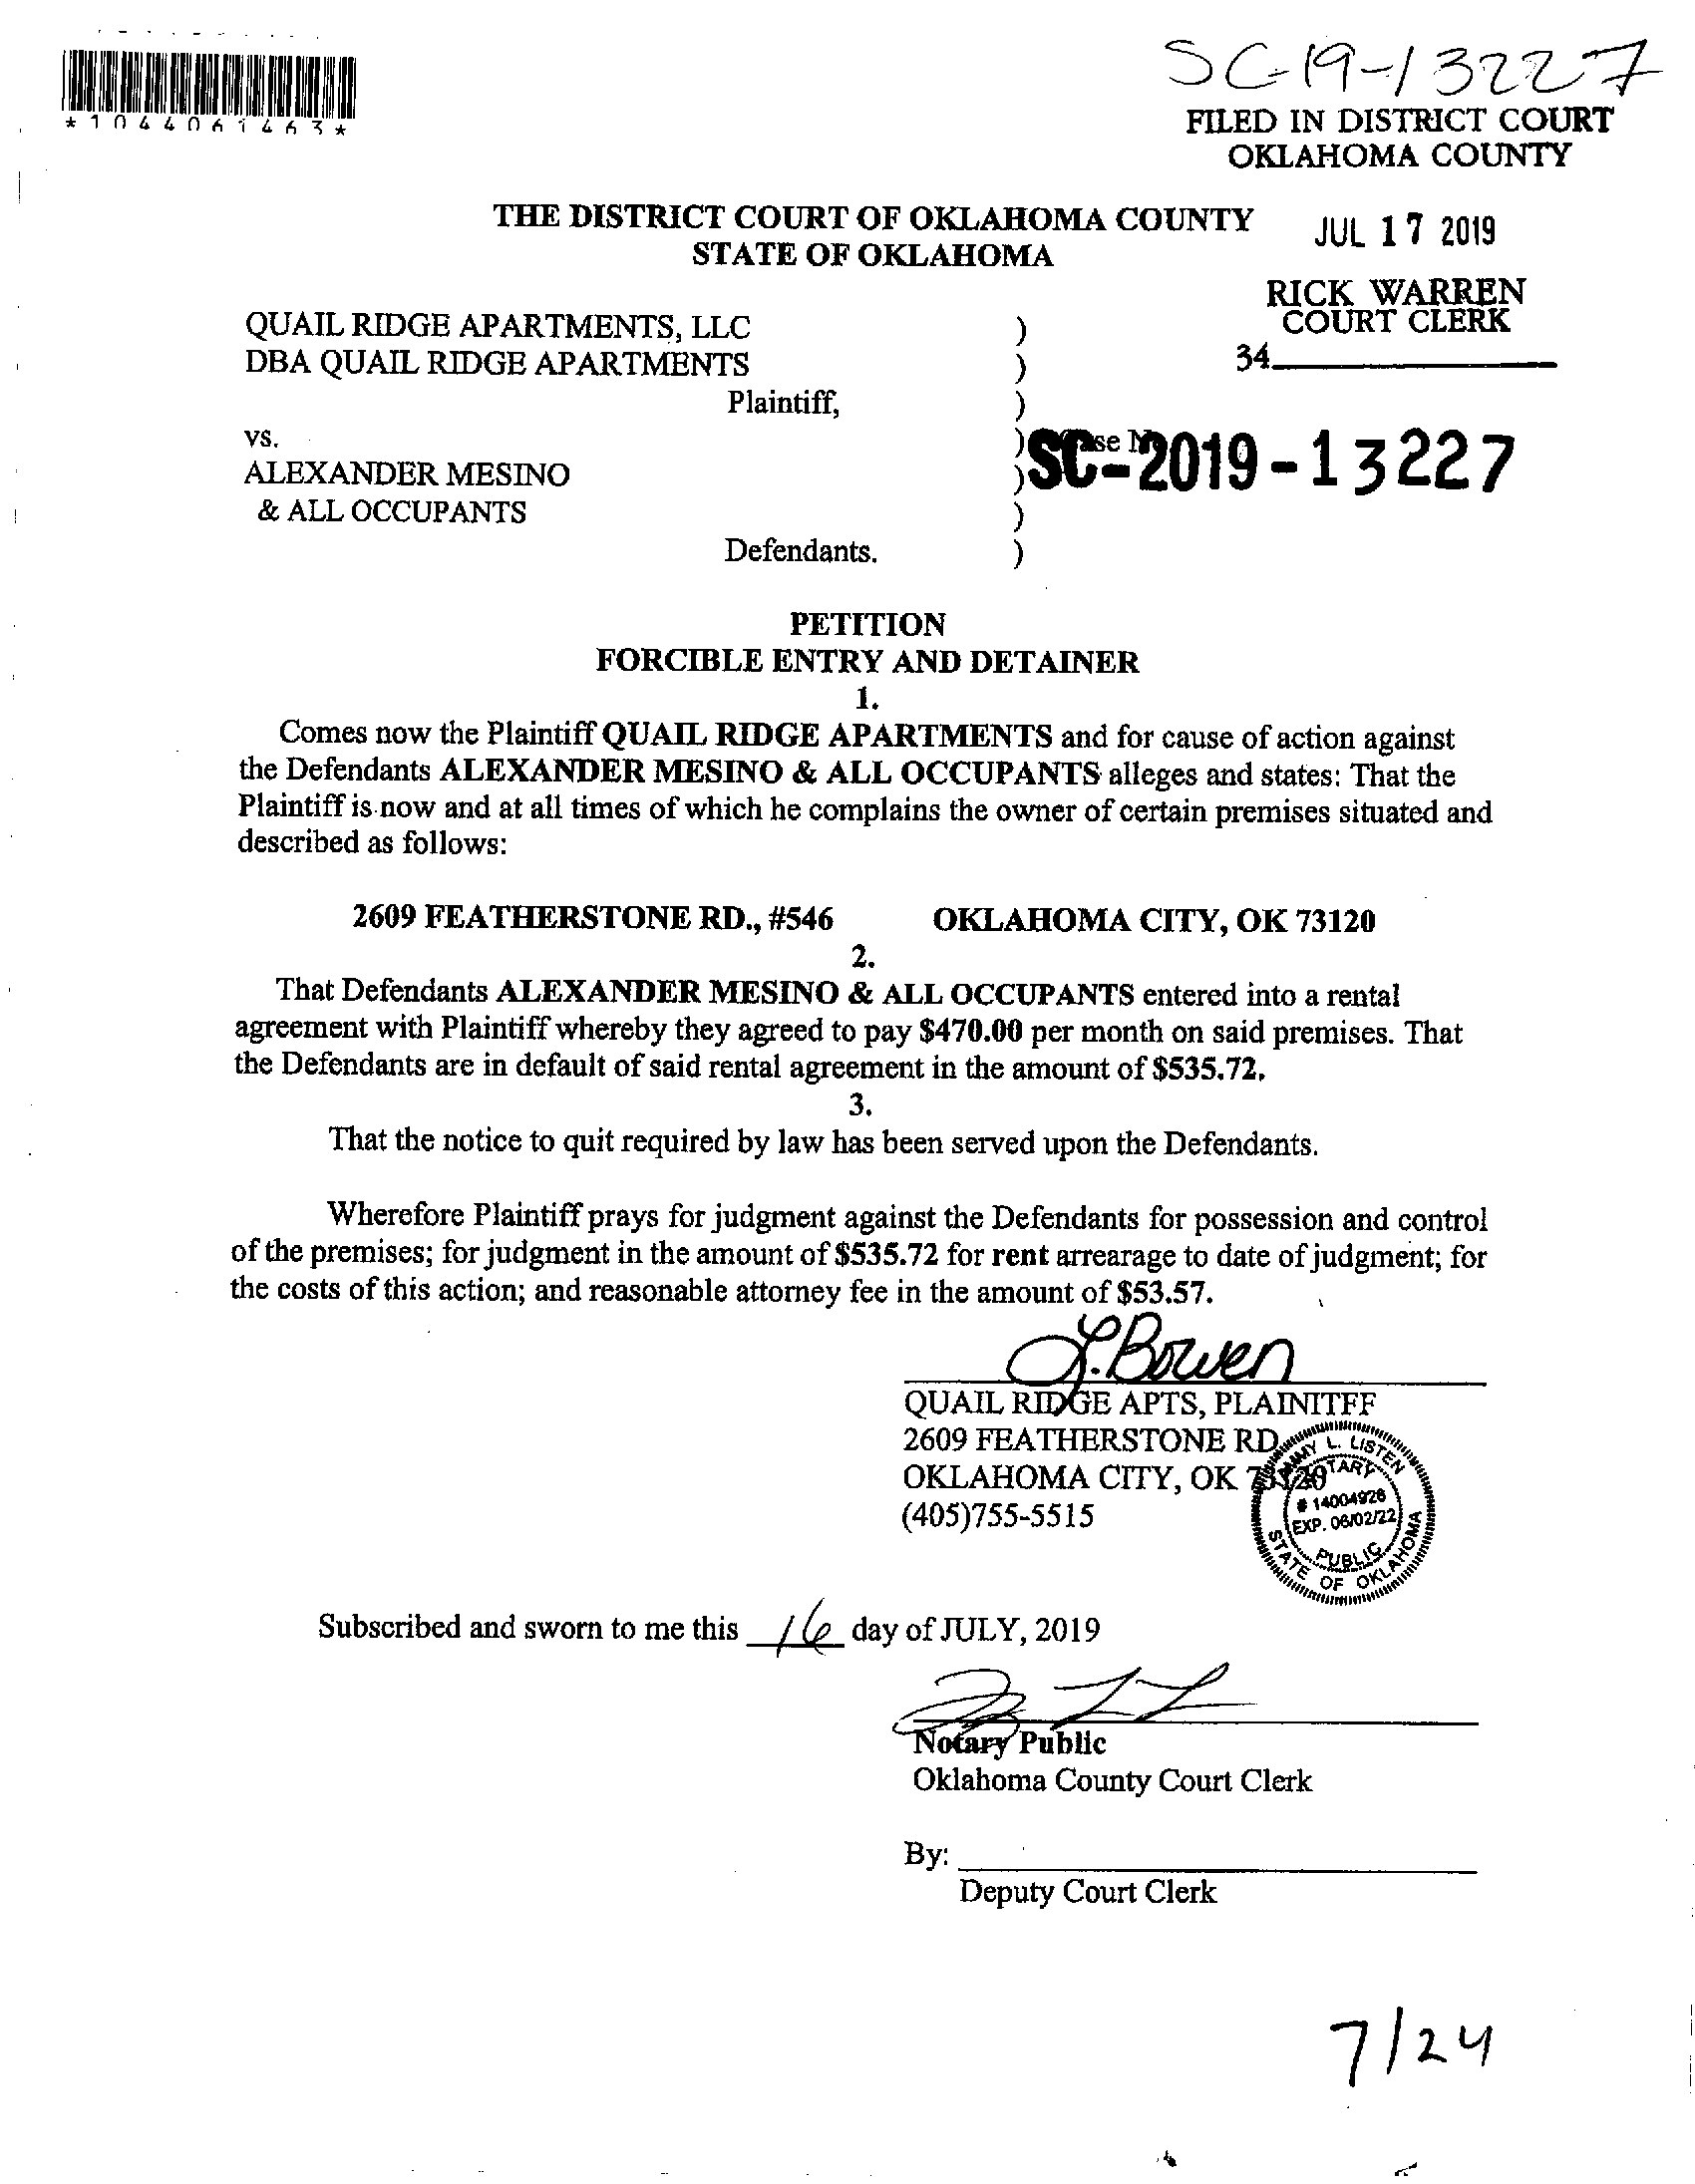 SC-19-13227
*1044061463*
FILED IN DISTRICT COURT
OKLAHOMA COUNTY
THE DISTRICT COURT OF OKLAHOMA COUNTY
STATE OF OKLAHOMA
JUL 17 2019
RICK WARREN
COURT CLERK
34
QUAIL RIDGE APARTMENTS, LLC )
DBA QUAIL RIDGE APARTMENTS )
Plaintiff, )
vs. )
SC-2019-13227
ALEXANDER MESINO )
& ALL OCCUPANTS )
Defendants. )
PETITION
FORCIBLE ENTRY AND DETAINER
1.
Comes now the Plaintiff QUAIL RIDGE APARTMENTS and for cause of action against
the Defendants ALEXANDER MESINO & ALL OCCUPANTS alleges and states: That the
Plaintiff is now and at all times of which he complains the owner of certain premises situated and
described as follows:
2609 FEATHERSTONE RD., #546 OKLAHOMA CITY, OK 73120
2.
That Defendants ALEXANDER MESINO & ALL OCCUPANTS entered into a rental
agreement with Plaintiff whereby they agreed to pay $470.00 per month on said premises. That
the Defendants are in default of said rental agreement in the amount of $535.72.
3.
That the notice to quit required by law has been served upon the Defendants.
Wherefore Plaintiff prays for judgment against the Defendants for possession and control
of the premises; for judgment in the amount of $535.72 for rent arrearage to date of judgment; for
the costs of this action; and reasonable attorney fee in the amount of $53.57.
L. Bowen
QUAIL RIDGE APTS, PLAINITFF
2609 FEATHERSTONE RD
OKLAHOMA CITY, OK 73120
(405)755-5515
L. LISTEN
NOTARY
# 14004926
EXP. 06/02/22
PUBLIC
STATE OF OKLAHOMA
Subscribed and sworn to me this 16 day of JULY, 2019
Notary Public
Oklahoma County Court Clerk
By:
Deputy Court Clerk
7/24